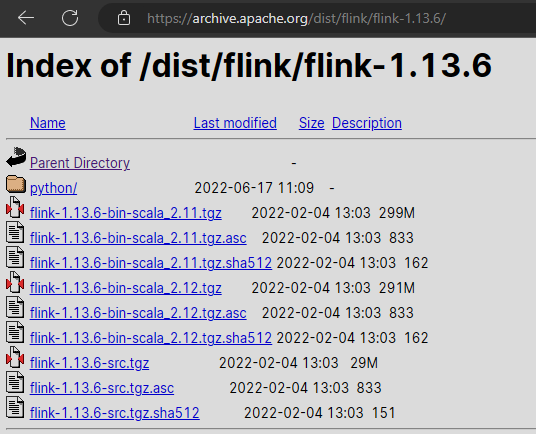 https://archive.apache.org/dist/flink/flink-1.13.6/
Index of /dist/flink/flink-1.13.6
Name Last modified Size Description
Parent Directory -
python/ 2022-06-17 11:09 -
flink-1.13.6-bin-scala_2.11.tgz 2022-02-04 13:03 299M
flink-1.13.6-bin-scala_2.11.tgz.asc 2022-02-04 13:03 833
flink-1.13.6-bin-scala_2.11.tgz.sha512 2022-02-04 13:03 162
flink-1.13.6-bin-scala_2.12.tgz 2022-02-04 13:03 291M
flink-1.13.6-bin-scala_2.12.tgz.asc 2022-02-04 13:03 833
flink-1.13.6-bin-scala_2.12.tgz.sha512 2022-02-04 13:03 162
flink-1.13.6-src.tgz 2022-02-04 13:03 29M
flink-1.13.6-src.tgz.asc 2022-02-04 13:03 833
flink-1.13.6-src.tgz.sha512 2022-02-04 13:03 151